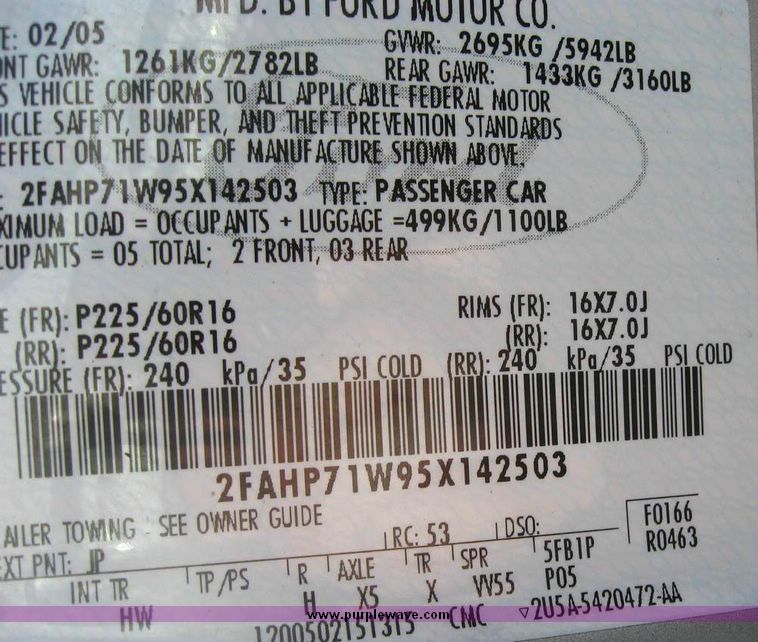 MFD. BY FORD MOTOR CO.
E: 02/05 GVWR: 2695KG /5942LB
NT GAWR: 1261KG/2782LB REAR GAWR: 1433KG /3160LB
S VEHICLE CONFORMS TO ALL APPLICABLE FEDERAL MOTOR
HICLE SAFETY, BUMPER, AND THEFT PREVENTION STANDARDS
EFFECT ON THE DATE OF MANUFACTURE SHOWN ABOVE.
: 2FAHP71W95X142503 TYPE: PASSENGER CAR
XIMUM LOAD = OCCUPANTS + LUGGAGE =499KG/1100LB
CUPANTS = 05 TOTAL; 2 FRONT, 03 REAR
E (FR): P225/60R16 RIMS (FR): 16X7.0J
(RR): P225/60R16 (RR): 16X7.0J
ESSURE (FR): 240 kPa/35 PSI COLD (RR): 240 kPa/35 PSI COLD
2FAHP71W95X142503
AILER TOWING - SEE OWNER GUIDE
RC: 53 DSO: F0166
EXT PNT: JP 5FB1P R0463
INT TR TP/PS R AXLE TR SPR P05
HW H X5 X VV55
1200502151315 CMC ▽2U5A-5420472-AA
www.purplewave.com